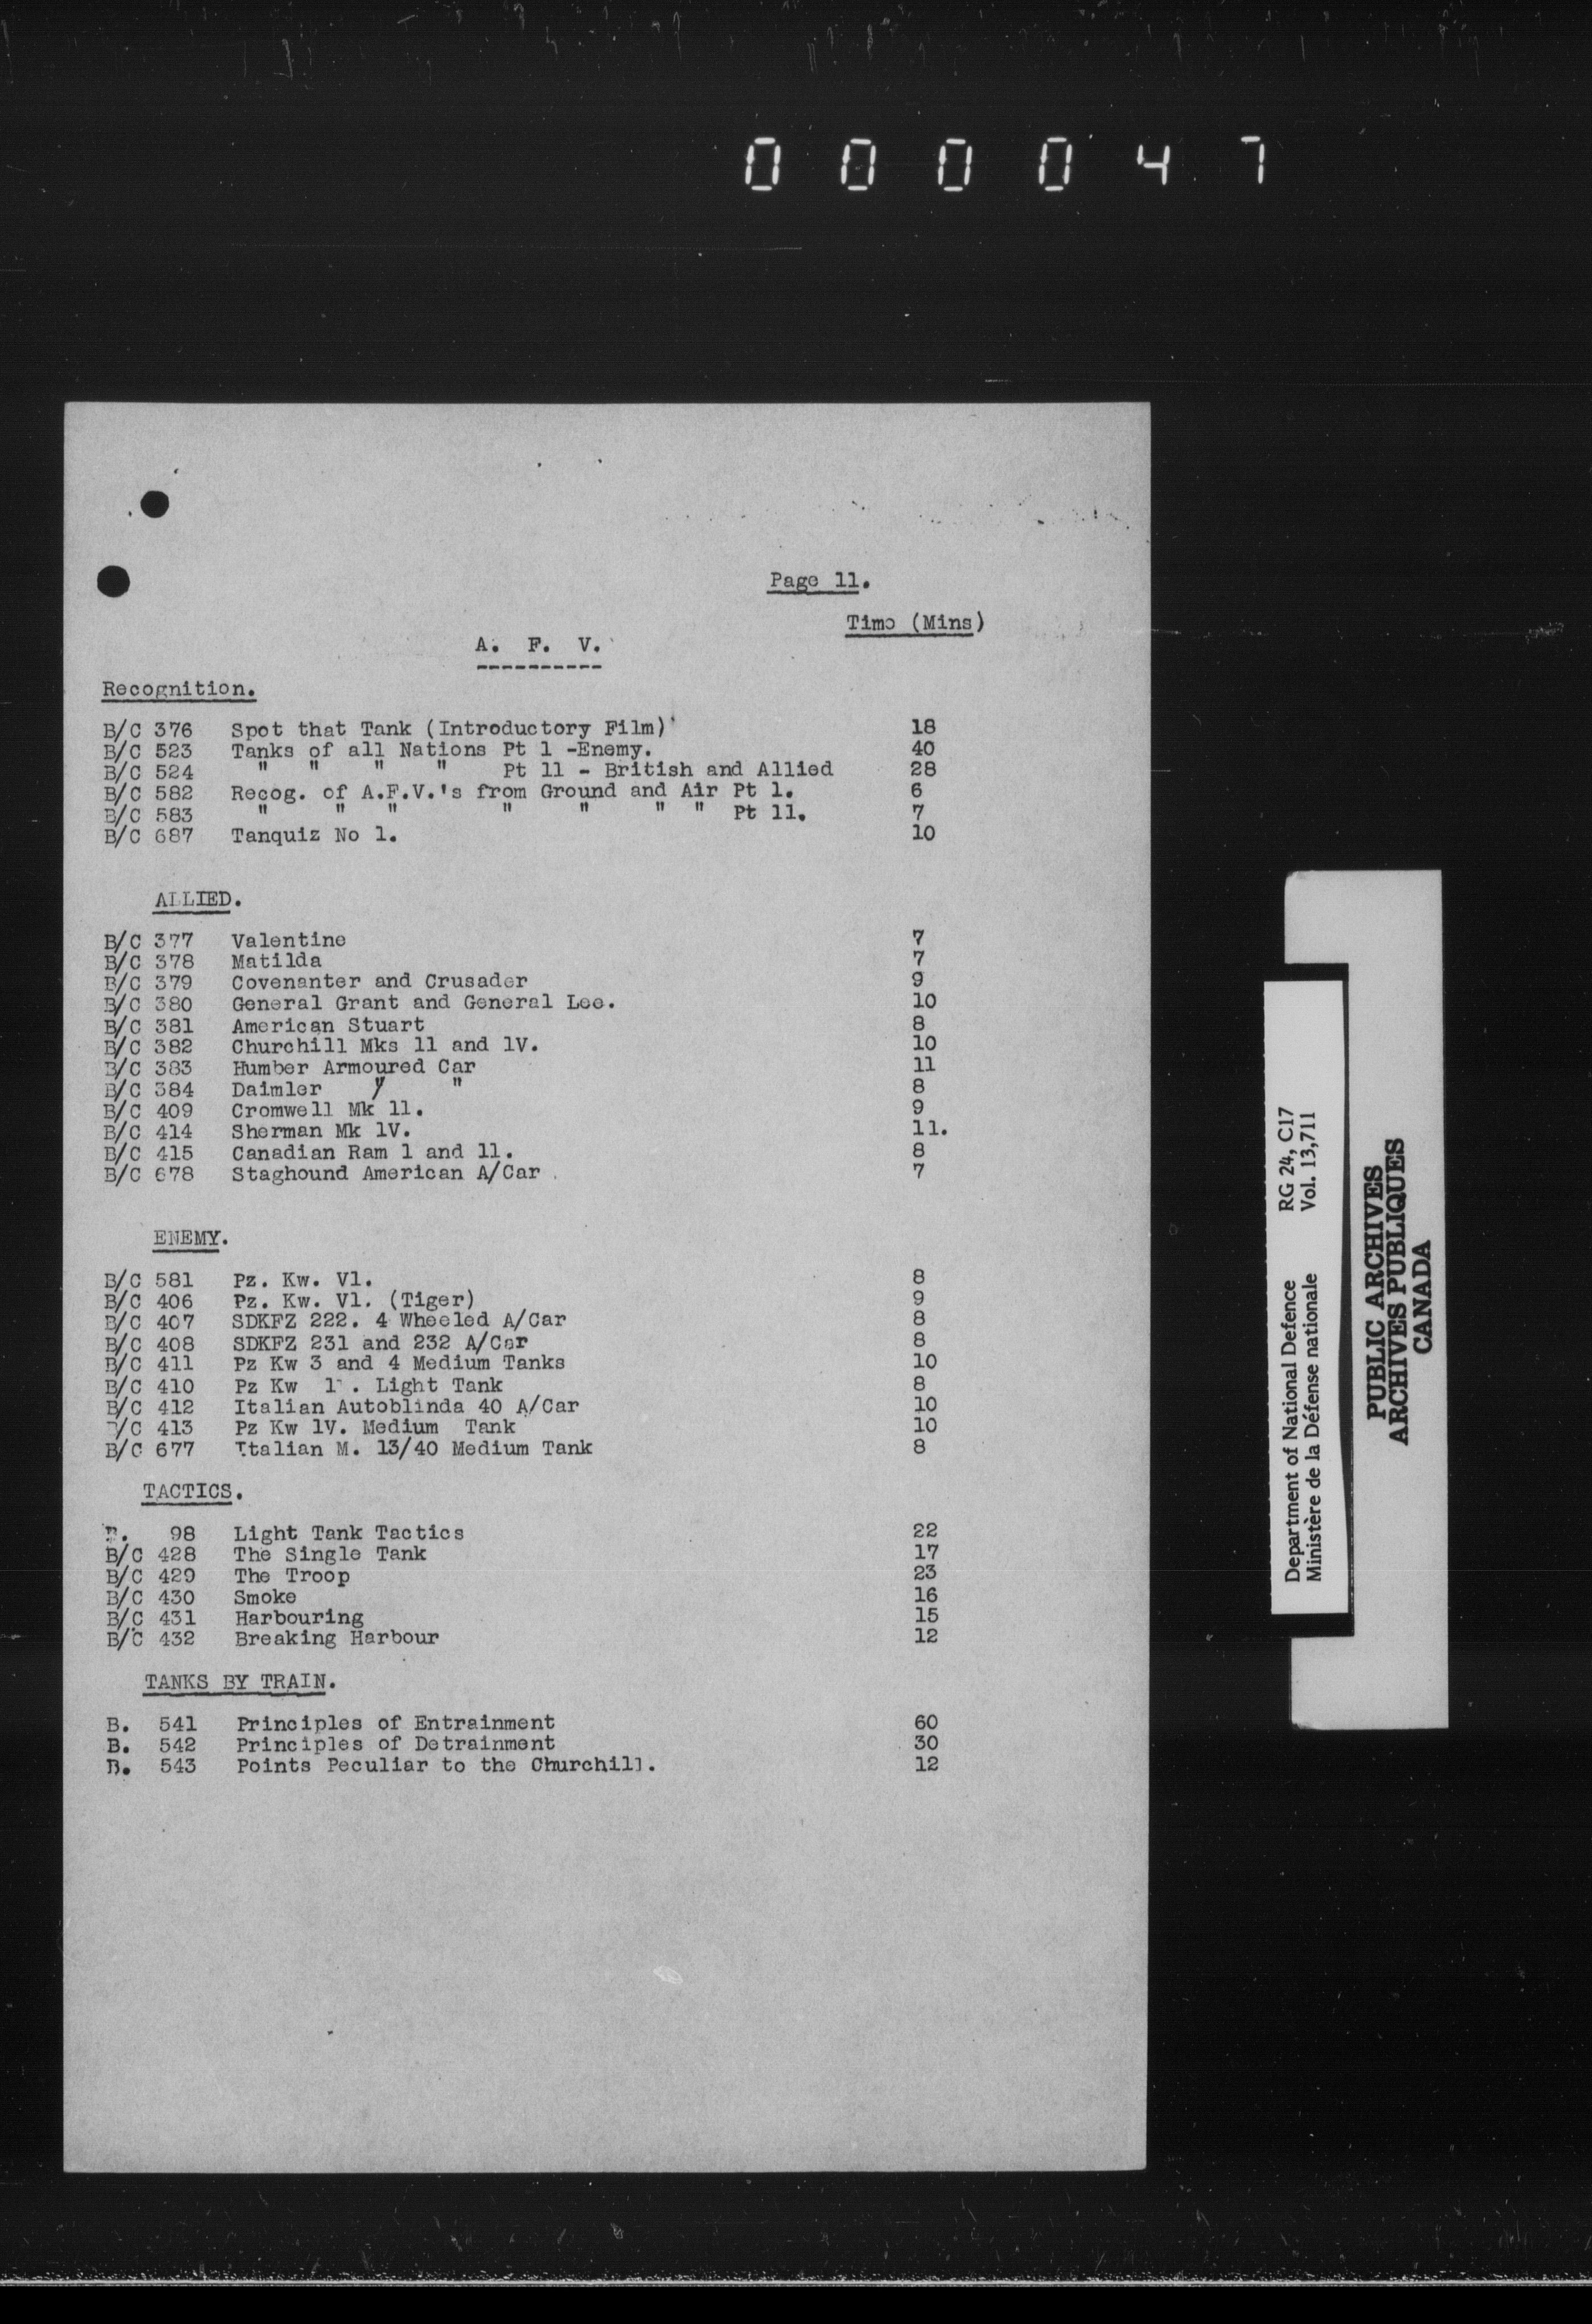 000047
Page 11.
Time (Mins)
A. F. V.
Recognition.
B/C 376 Spot that Tank (Introductory Film) 18
B/C 523 Tanks of all Nations Pt 1 -Enemy. 40
B/C 524 " " " " Pt 11 - British and Allied 28
B/C 582 Recog. of A.F.V.'s from Ground and Air Pt 1. 6
B/C 583 " " " " " " " Pt 11. 7
B/C 687 Tanquiz No 1. 10
ALLIED.
B/C 377 Valentine 7
B/C 378 Matilda 7
B/C 379 Covenanter and Crusader 9
B/C 380 General Grant and General Lee. 10
B/C 381 American Stuart 8
B/C 382 Churchill Mks 11 and 1V. 10
B/C 383 Humber Armoured Car 11
B/C 384 Daimler " " 8
B/C 409 Cromwell Mk 11. 9
B/C 414 Sherman Mk 1V. 11.
B/C 415 Canadian Ram 1 and 11. 8
B/C 678 Staghound American A/Car 7
ENEMY.
B/C 581 Pz. Kw. V1. 8
B/C 406 Pz. Kw. V1. (Tiger) 9
B/C 407 SDKFZ 222. 4 Wheeled A/Car 8
B/C 408 SDKFZ 231 and 232 A/Car 8
B/C 411 Pz Kw 3 and 4 Medium Tanks 10
B/C 410 Pz Kw . Light Tank 8
B/C 412 Italian Autoblinda 40 A/Car 10
B/C 413 Pz Kw 1V. Medium Tank 10
B/C 677 Italian M. 13/40 Medium Tank 8
TACTICS.
B. 98 Light Tank Tactics 22
B/C 428 The Single Tank 17
B/C 429 The Troop 23
B/C 430 Smoke 16
B/C 431 Harbouring 15
B/C 432 Breaking Harbour 12
TANKS BY TRAIN.
B. 541 Principles of Entrainment 60
B. 542 Principles of Detrainment 30
B. 543 Points Peculiar to the Churchill. 12
Department of National Defence RG 24, C17
Ministère de la Défense nationale Vol. 13,711
PUBLIC ARCHIVES
ARCHIVES PUBLIQUES
CANADA